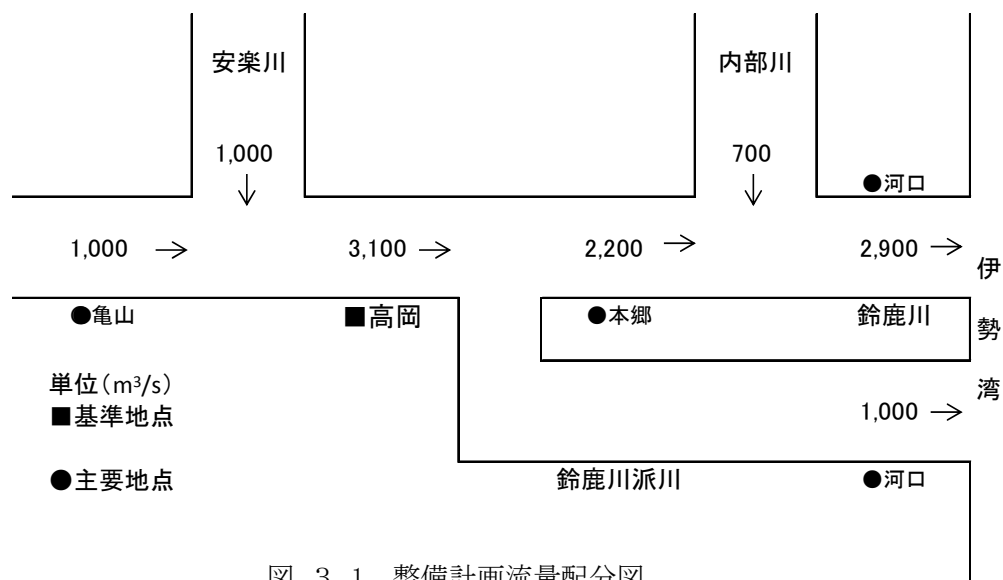 安楽川
内部川
1,000 ↓
700 ↓
●河口
1,000 →
3,100 →
2,200 →
2,900 →
伊勢湾
●亀山
■高岡
●本郷
鈴鹿川
単位(m³/s)
■基準地点
1,000 →
●主要地点
鈴鹿川派川
●河口
図 3.1 整備計画流量配分図